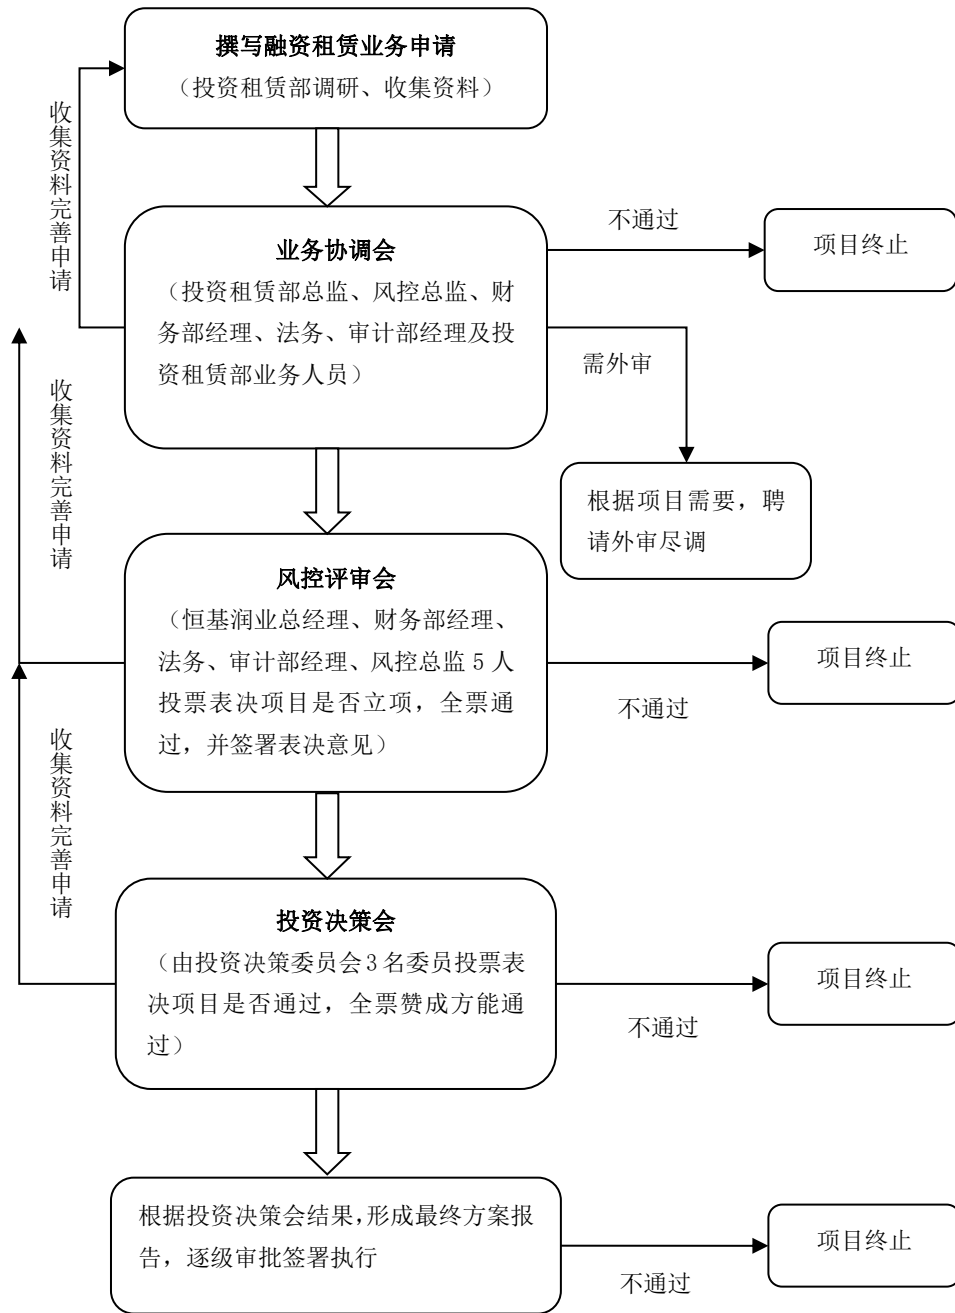 撰写融资租赁业务申请
（投资租赁部调研、收集资料）
收集资料完善申请
业务协调会
（投资租赁部总监、风控总监、财
务部经理、法务、审计部经理及投
资租赁部业务人员）
不通过
项目终止
需外审
根据项目需要，聘
请外审尽调
收集资料完善申请
风控评审会
（恒基润业总经理、财务部经理、
法务、审计部经理、风控总监 5 人
投票表决项目是否立项，全票通
过，并签署表决意见）
不通过
项目终止
收集资料完善申请
投资决策会
（由投资决策委员会 3 名委员投票表
决项目是否通过，全票赞成方能通
过）
不通过
项目终止
根据投资决策会结果，形成最终方案报
告，逐级审批签署执行
不通过
项目终止